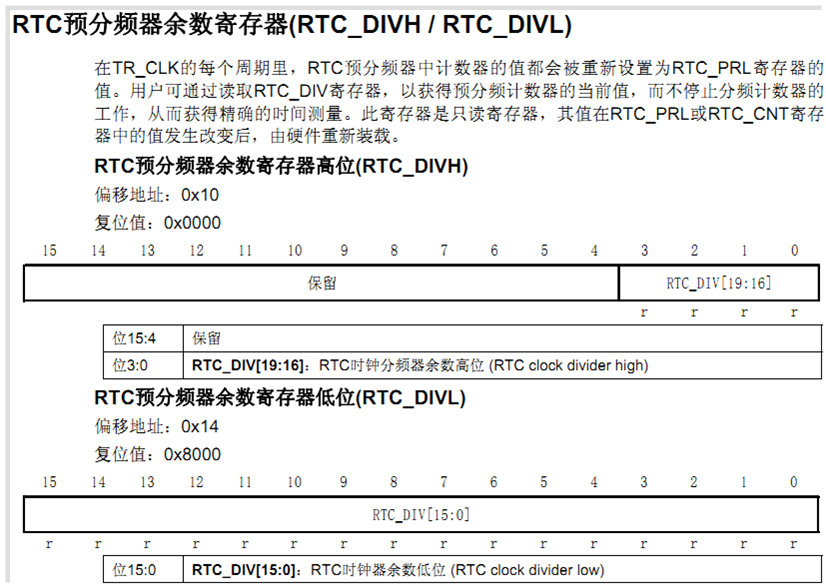 RTC预分频器余数寄存器(RTC_DIVH / RTC_DIVL)
在TR_CLK的每个周期里，RTC预分频器中计数器的值都会被重新设置为RTC_PRL寄存器的
值。用户可通过读取RTC_DIV寄存器，以获得预分频计数器的当前值，而不停止分频计数器的
工作，从而获得精确的时间测量。此寄存器是只读寄存器，其值在RTC_PRL或RTC_CNT寄存
器中的值发生改变后，由硬件重新装载。
RTC预分频器余数寄存器高位(RTC_DIVH)
偏移地址：0x10
复位值：0x0000
15 14 13 12 11 10 9 8 7 6 5 4 3 2 1 0
保留 RTC_DIV[19:16]
r r r r
位15:4 保留
位3:0 RTC_DIV[19:16]：RTC时钟分频器余数高位 (RTC clock divider high)
RTC预分频器余数寄存器低位(RTC_DIVL)
偏移地址：0x14
复位值：0x8000
15 14 13 12 11 10 9 8 7 6 5 4 3 2 1 0
RTC_DIV[15:0]
r r r r r r r r r r r r r r r r
位15:0 RTC_DIV[15:0]：RTC时钟器余数低位 (RTC clock divider low)